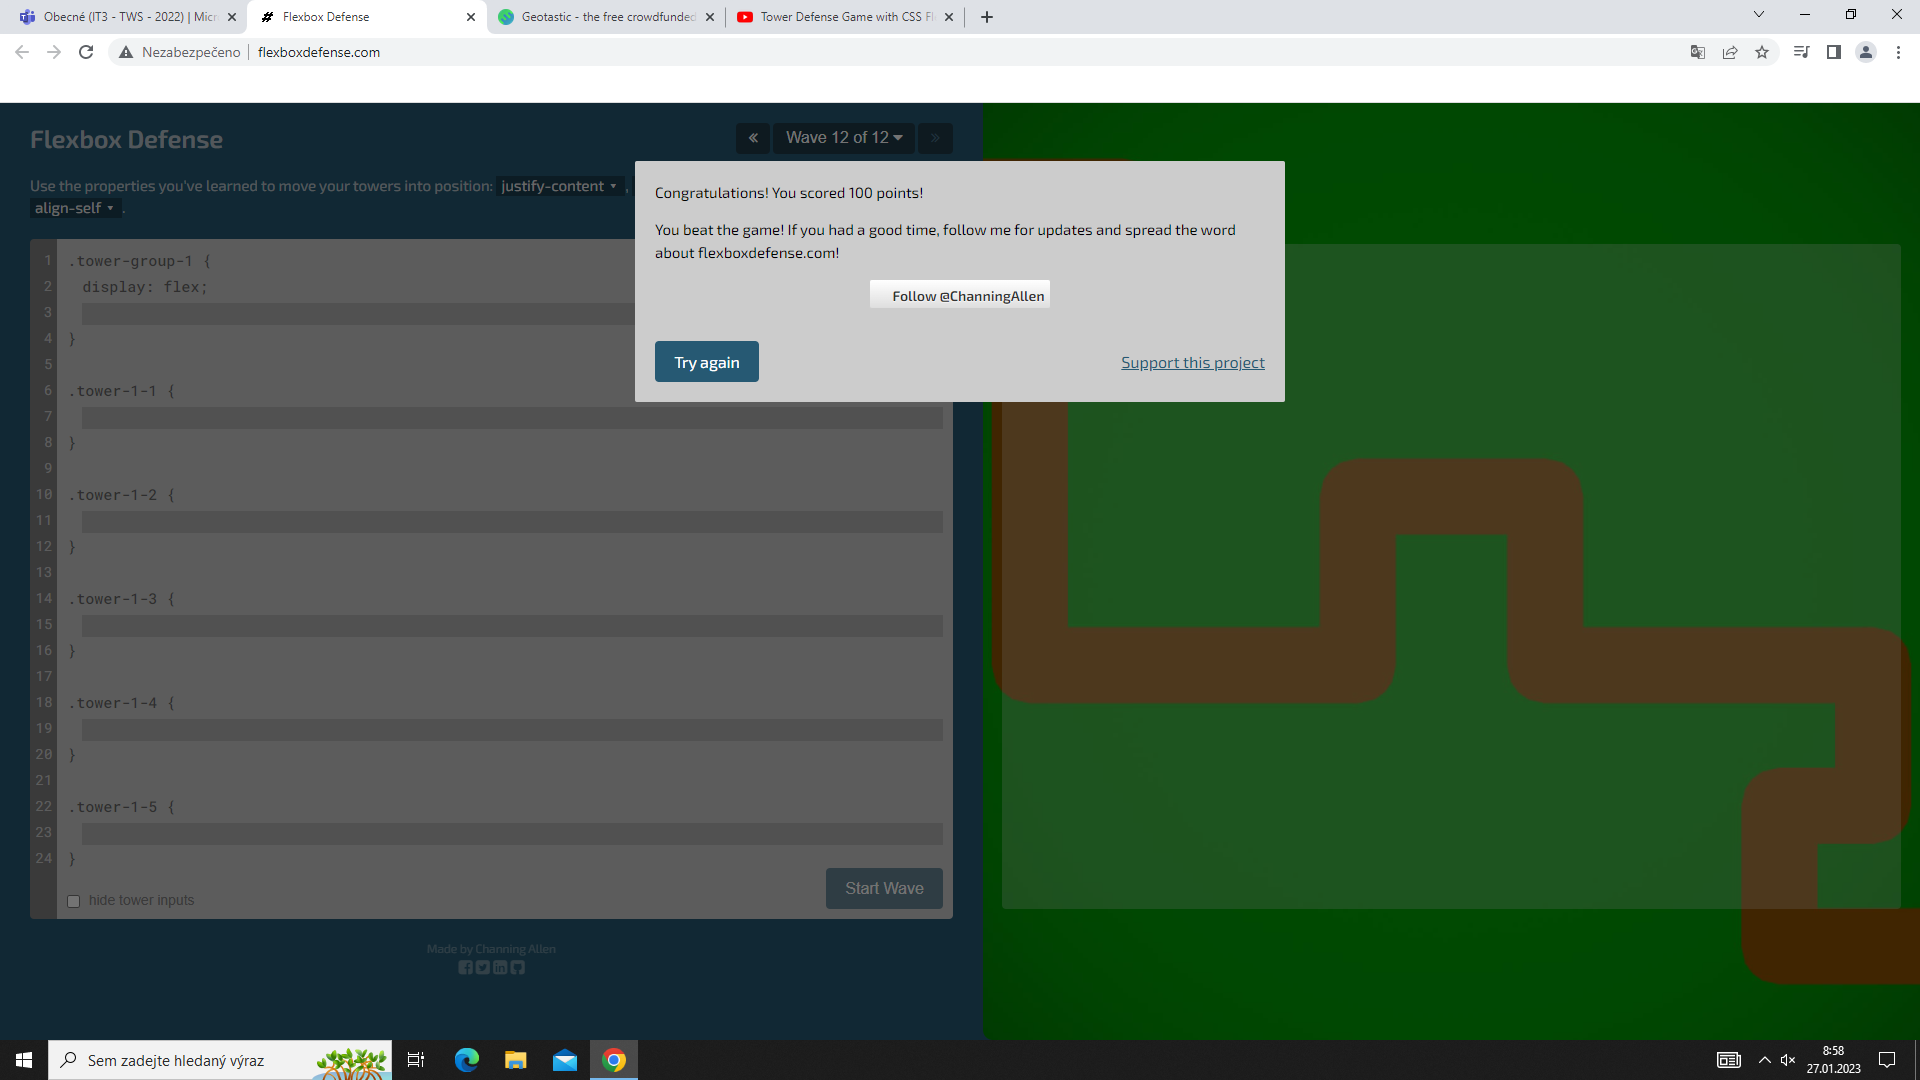 Obecné (IT3 - TWS - 2022) | Micr
Flexbox Defense
Geotastic - the free crowdfunded
Tower Defense Game with CSS Fl
Nezabezpečeno
flexboxdefense.com
Flexbox Defense
« Wave 12 of 12 »
Use the properties you've learned to move your towers into position: justify-content ,
align-self .
Congratulations! You scored 100 points!
You beat the game! If you had a good time, follow me for updates and spread the word
about flexboxdefense.com!
Follow @ChanningAllen
Try again
Support this project
1 .tower-group-1 {
2 display: flex;
3
4 }
5
6 .tower-1-1 {
7
8 }
9
10 .tower-1-2 {
11
12 }
13
14 .tower-1-3 {
15
16 }
17
18 .tower-1-4 {
19
20 }
21
22 .tower-1-5 {
23
24 }
hide tower inputs
Start Wave
Made by Channing Allen
Sem zadejte hledaný výraz
8:58
27.01.2023